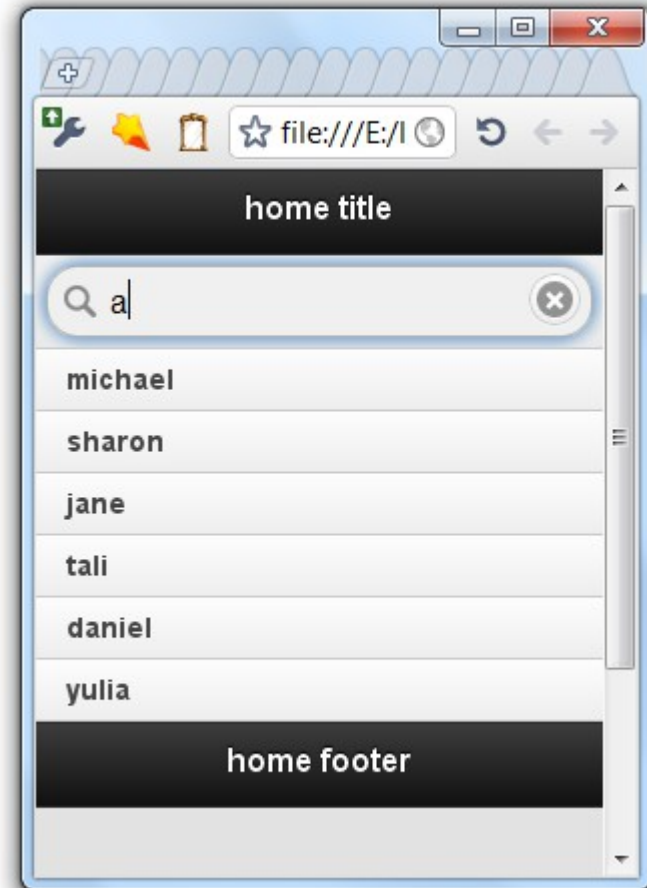 file:///E:/I
home title
a
michael
sharon
jane
tali
daniel
yulia
home footer